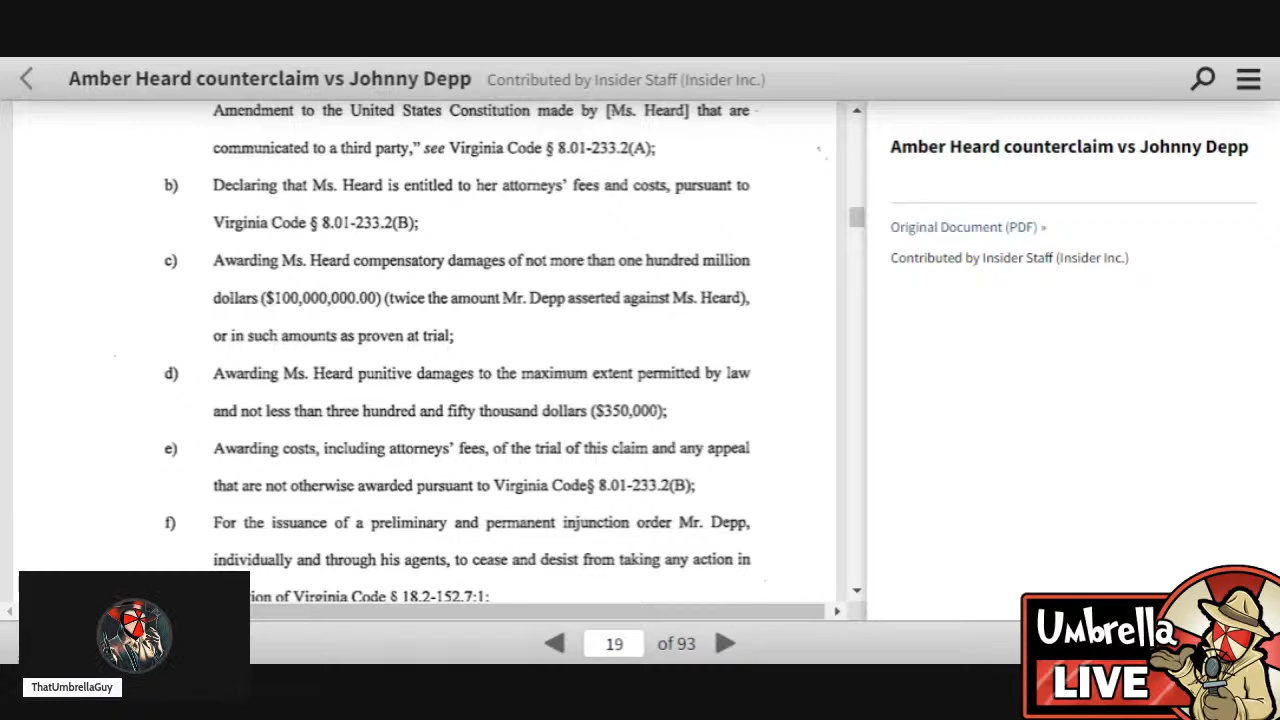 Amber Heard counterclaim vs Johnny Depp Contributed by Insider Staff (Insider Inc.)
Amendment to the United States Constitution made by [Ms. Heard] that are
communicated to a third party,” see Virginia Code § 8.01-233.2(A);
b) Declaring that Ms. Heard is entitled to her attorneys’ fees and costs, pursuant to
Virginia Code § 8.01-233.2(B);
c) Awarding Ms. Heard compensatory damages of not more than one hundred million
dollars ($100,000,000.00) (twice the amount Mr. Depp asserted against Ms. Heard),
or in such amounts as proven at trial;
d) Awarding Ms. Heard punitive damages to the maximum extent permitted by law
and not less than three hundred and fifty thousand dollars ($350,000);
e) Awarding costs, including attorneys’ fees, of the trial of this claim and any appeal
that are not otherwise awarded pursuant to Virginia Code§ 8.01-233.2(B);
f) For the issuance of a preliminary and permanent injunction order Mr. Depp,
individually and through his agents, to cease and desist from taking any action in
ion of Virginia Code § 18.2-152.7:1;
19 of 93
Amber Heard counterclaim vs Johnny Depp
Original Document (PDF) »
Contributed by Insider Staff (Insider Inc.)
ThatUmbrellaGuy
Umbrella
LIVE